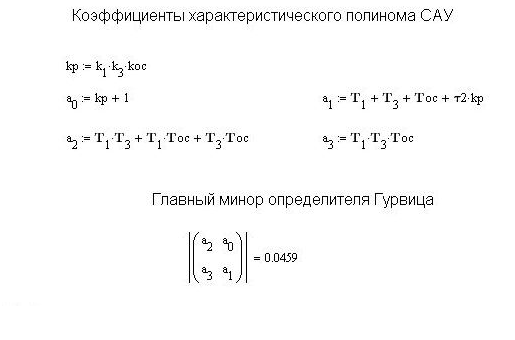 Коэффициенты характеристического полинома САУ
kp := k1·k3·koc
a0 := kp + 1
a1 := T1 + T3 + Toc + τ2·kp
a2 := T1·T3 + T1·Toc + T3·Toc
a3 := T1·T3·Toc
Главный минор определителя Гурвица
|( a2 a0
a3 a1 )| = 0.0459